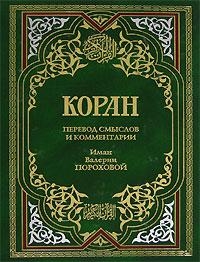 КОРАН
ПЕРЕВОД СМЫСЛОВ
И КОММЕНТАРИИ
Иман
Валерии
ПОРОХОВОЙ